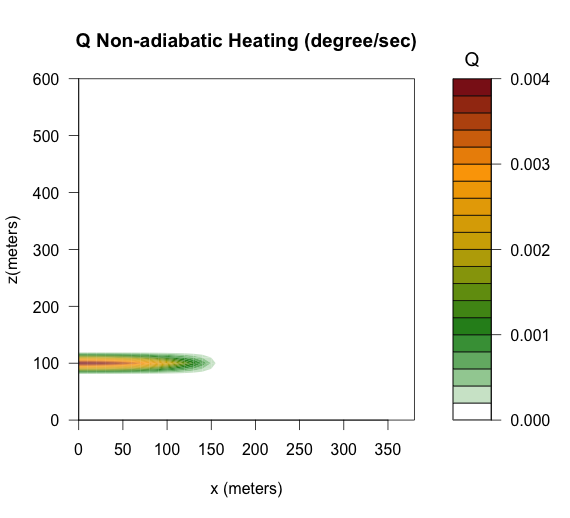 Q Non-adiabatic Heating (degree/sec)
Q
600
500
400
300
200
100
0
z(meters)
0 50 100 150 200 250 300 350
x (meters)
0.004
0.003
0.002
0.001
0.000